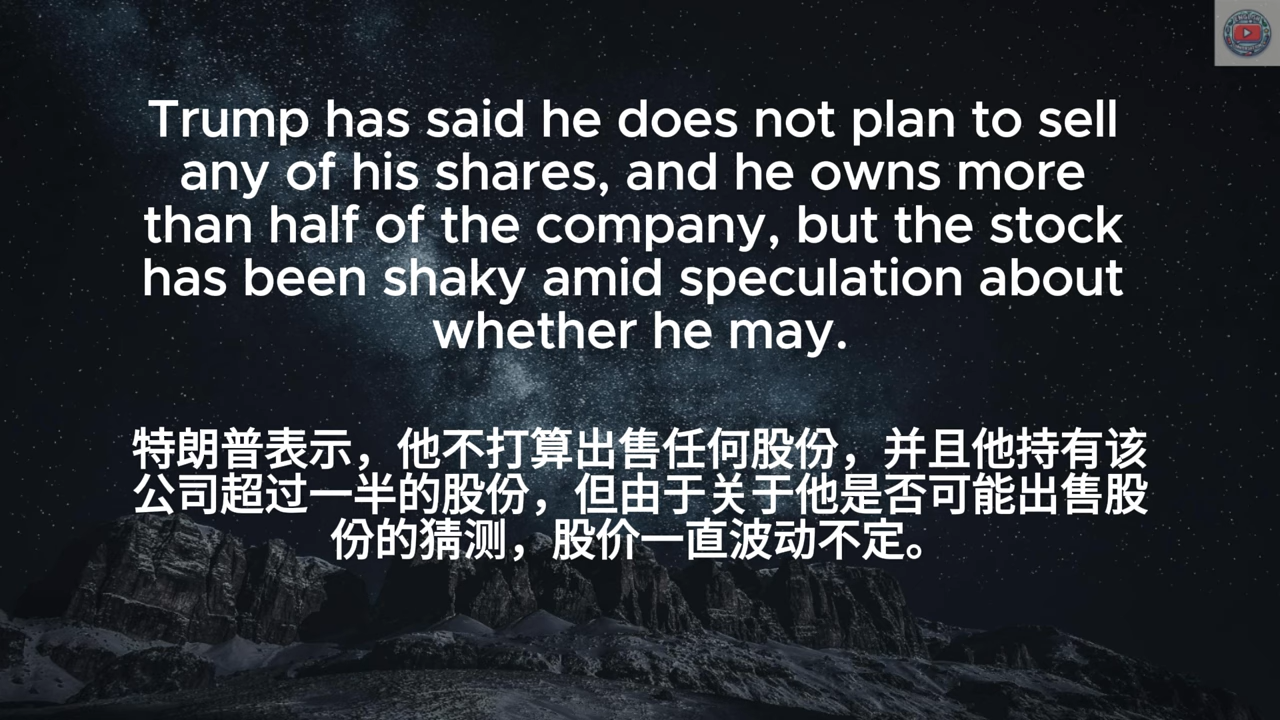 Trump has said he does not plan to sell
any of his shares, and he owns more
than half of the company, but the stock
has been shaky amid speculation about
whether he may.
特朗普表示，他不打算出售任何股份，并且他持有该
公司超过一半的股份，但由于关于他是否可能出售股
份的猜测，股价一直波动不定。